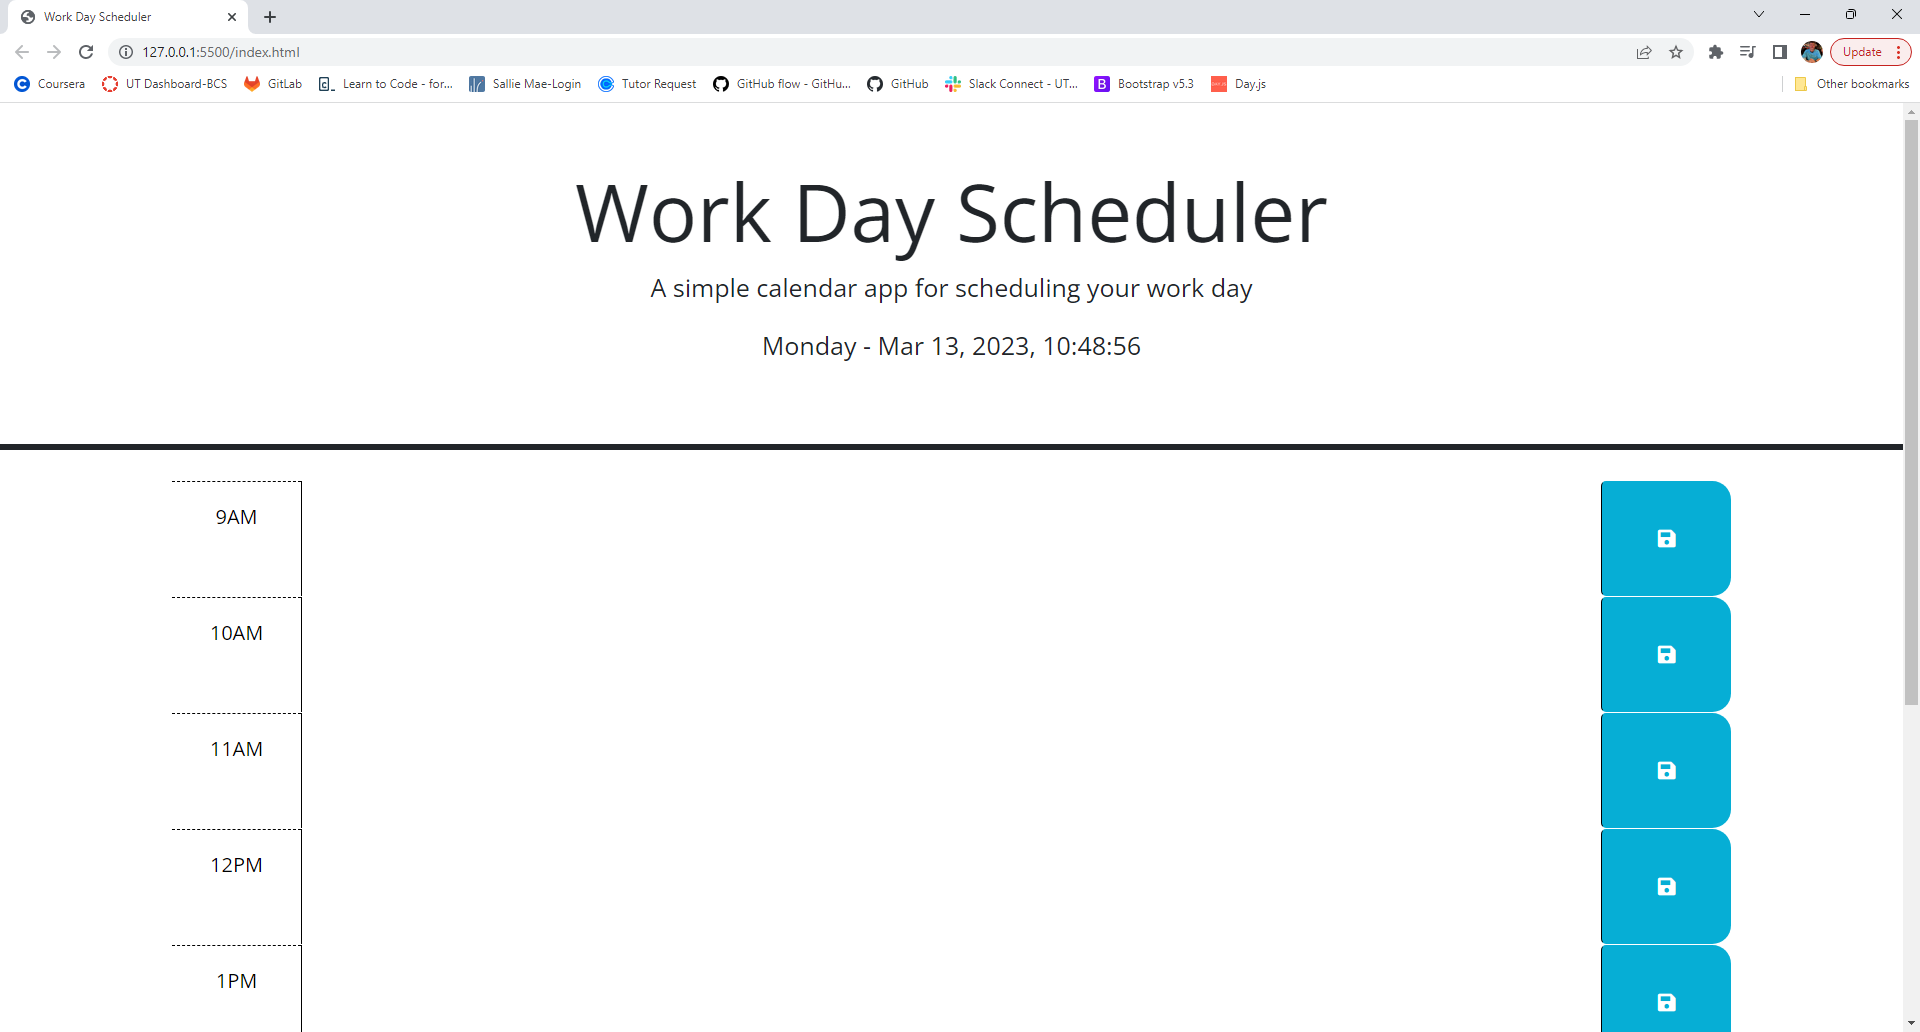 Work Day Scheduler
127.0.0.1:5500/index.html
Update
Coursera UT Dashboard-BCS GitLab Learn to Code - for... Sallie Mae-Login Tutor Request GitHub flow - GitHu... GitHub Slack Connect - UT... Bootstrap v5.3 Day.js Other bookmarks
Work Day Scheduler
A simple calendar app for scheduling your work day
Monday - Mar 13, 2023, 10:48:56
9AM
10AM
11AM
12PM
1PM